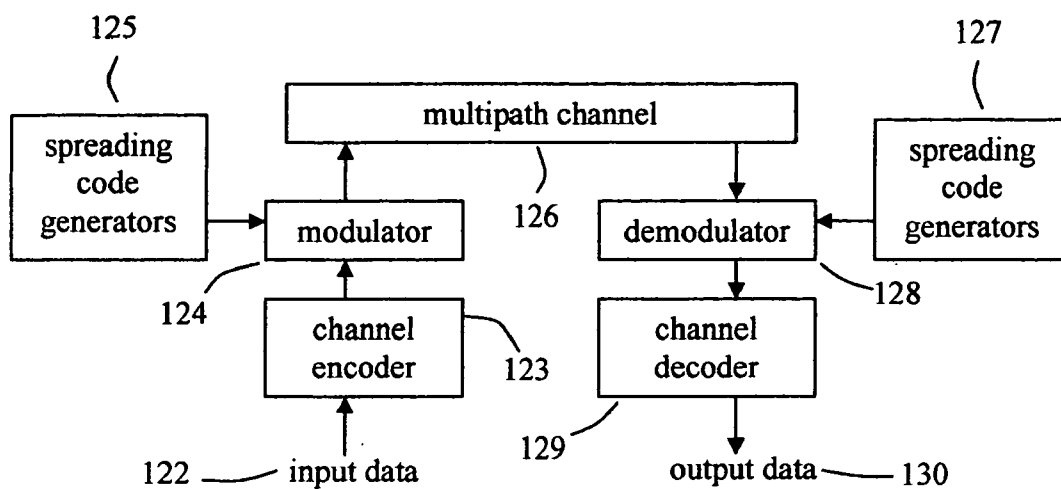 125
127
multipath channel
spreading
code
generators
126
spreading
code
generators
modulator
demodulator
124
128
channel
encoder
123
channel
decoder
129
122
input data
output data
130